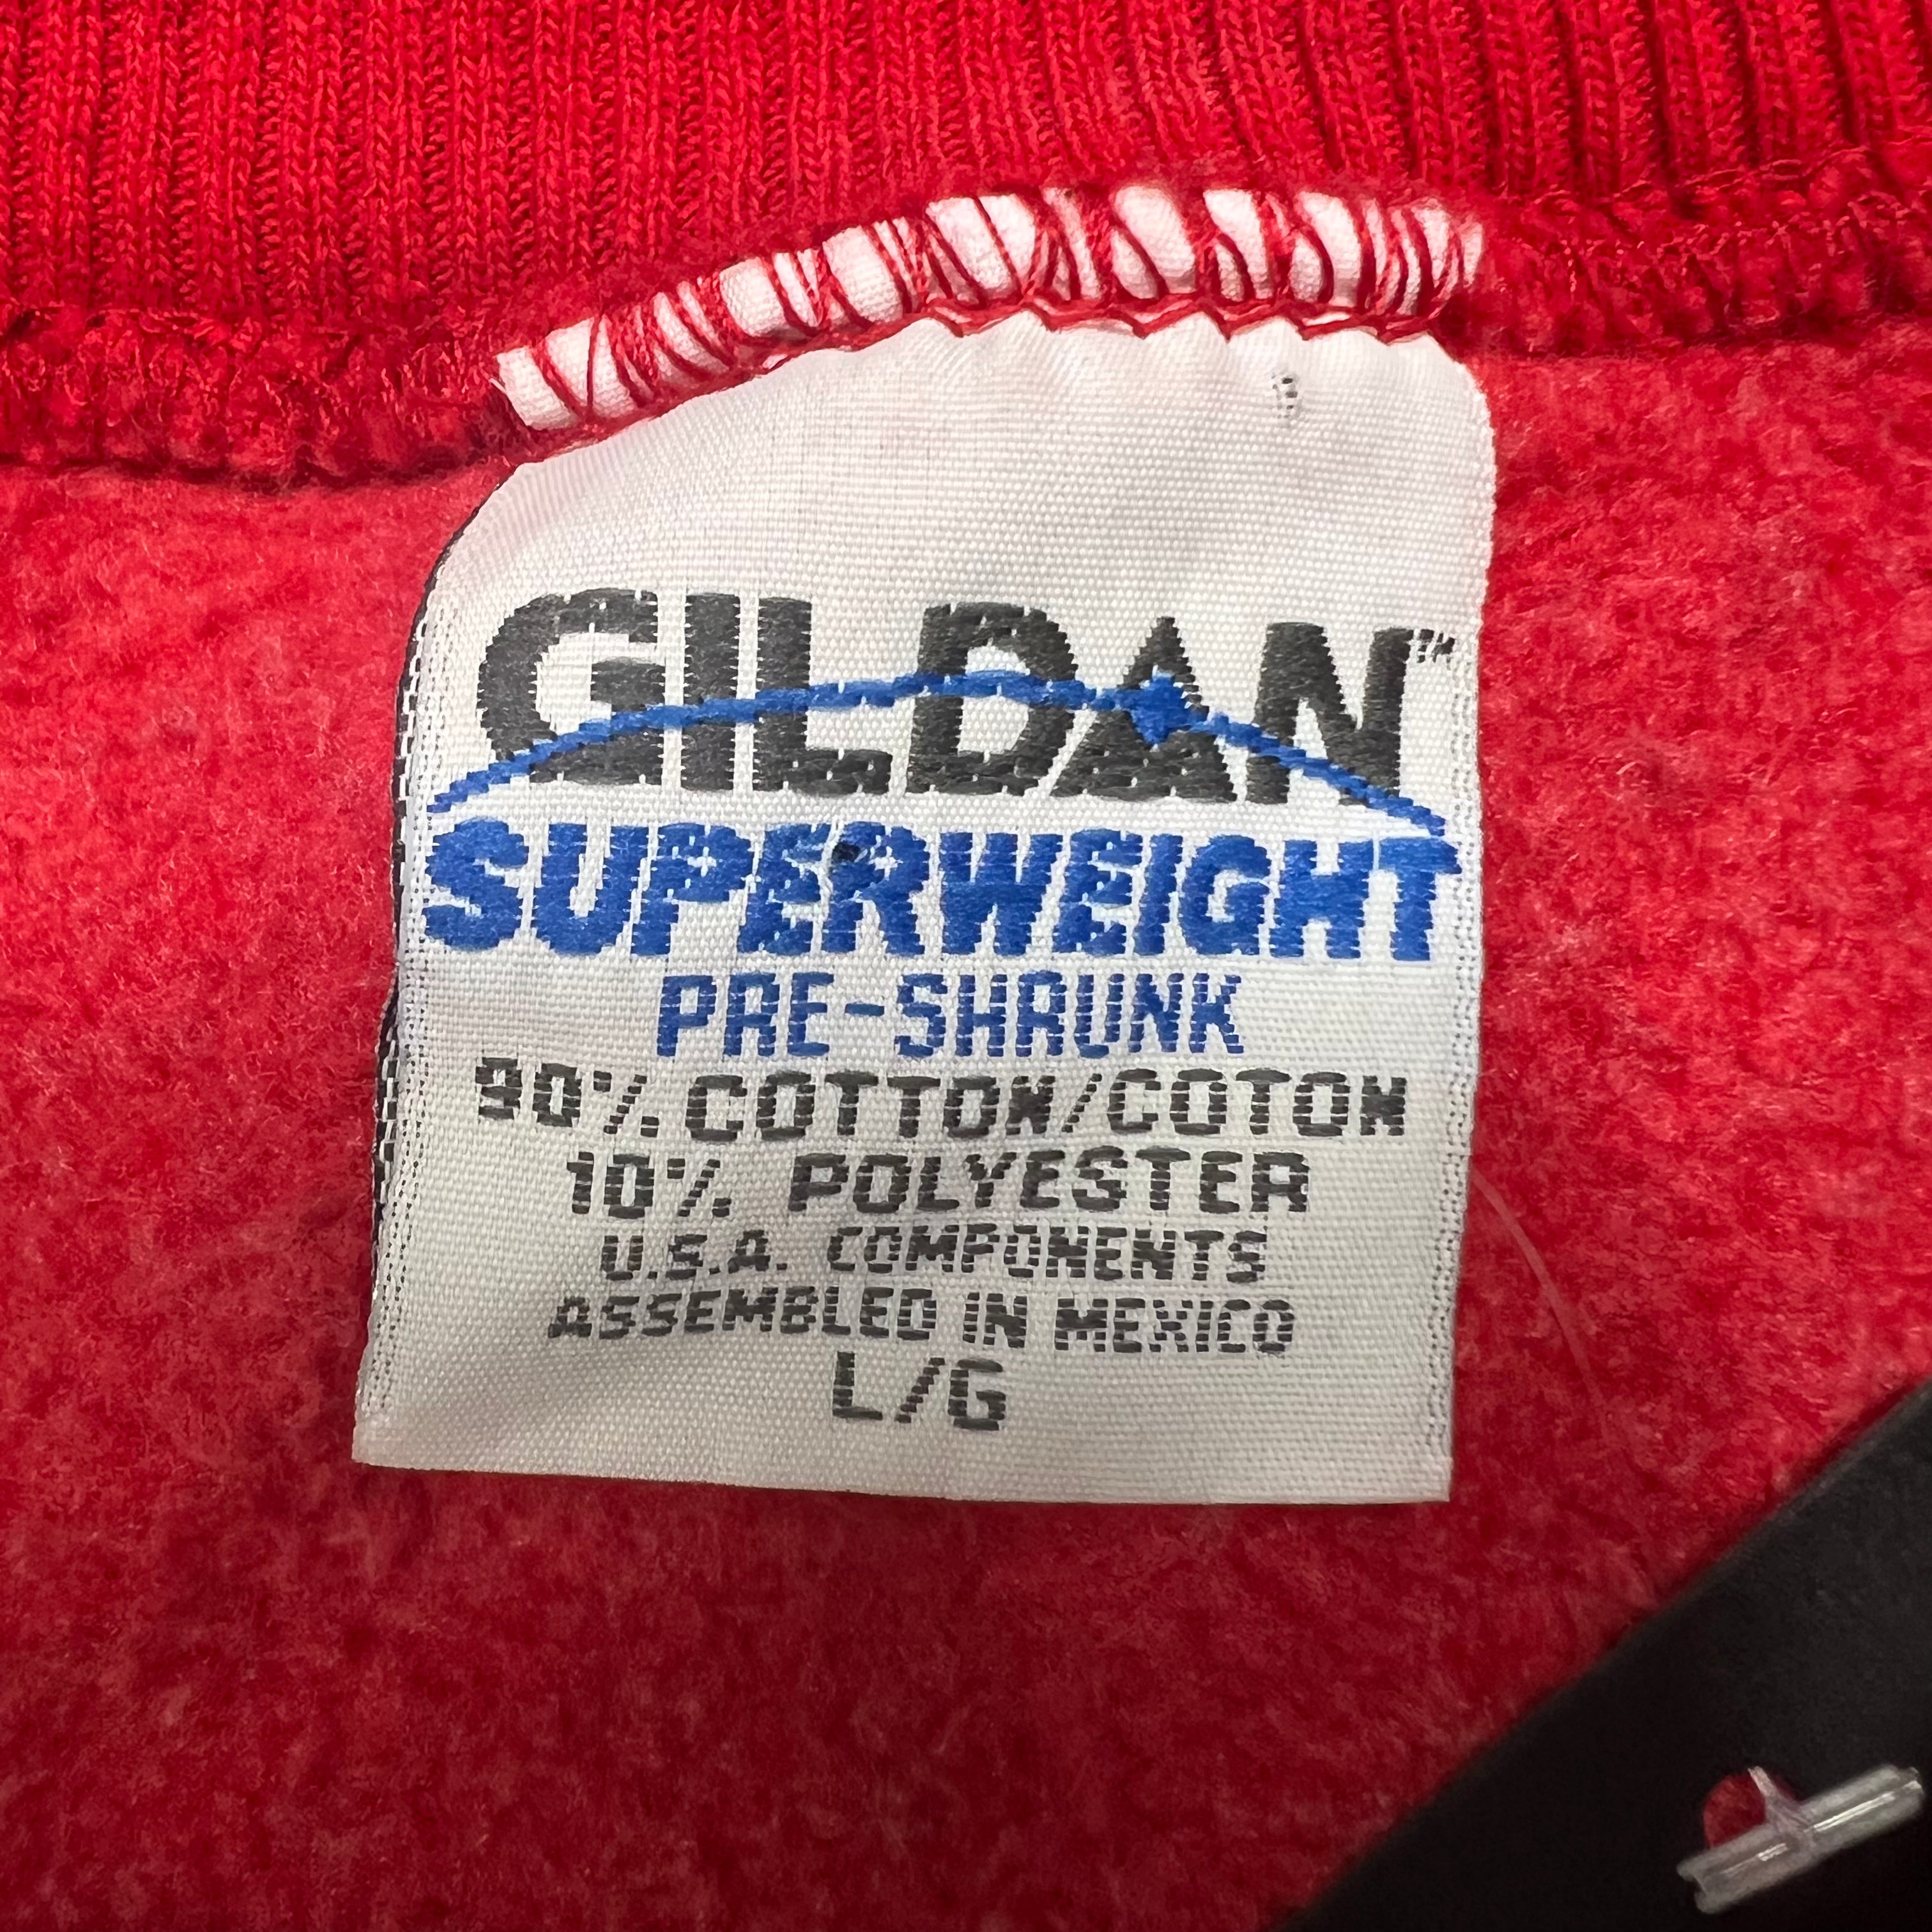 GILDAN™
SUPERWEIGHT
PRE-SHRUNK
90% COTTON/COTON
10% POLYESTER
U.S.A. COMPONENTS
ASSEMBLED IN MEXICO
L/G